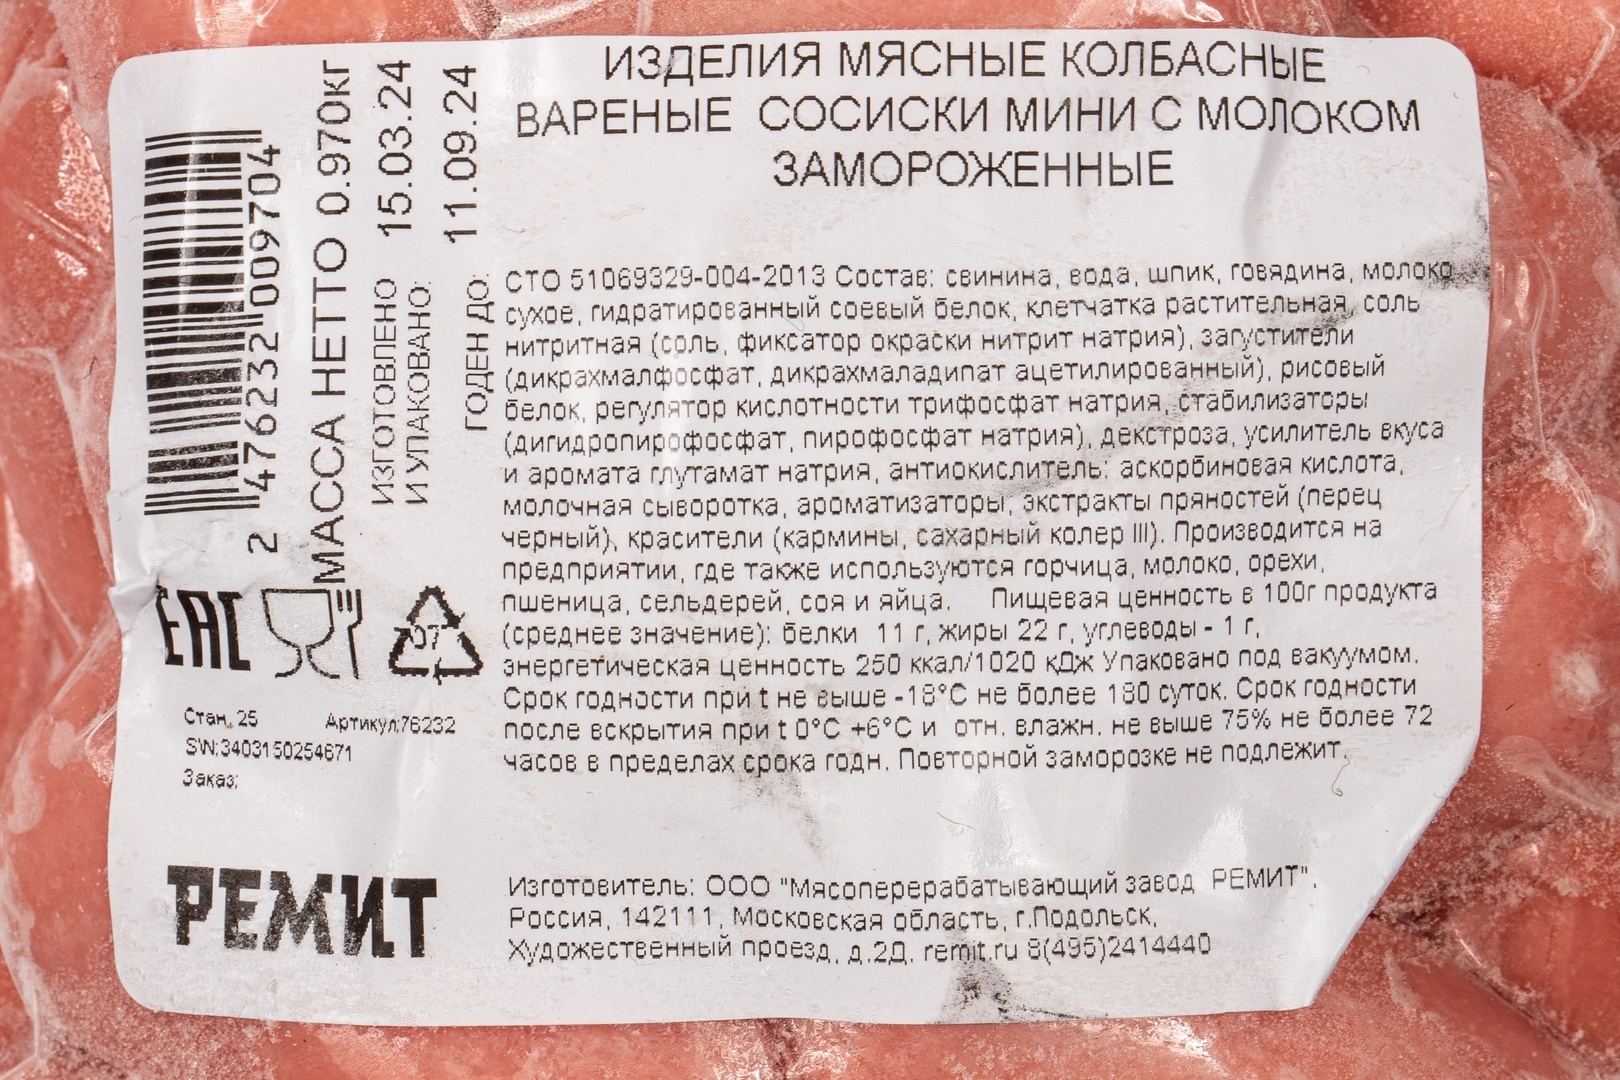 ИЗДЕЛИЯ МЯСНЫЕ КОЛБАСНЫЕ
ВАРЕНЫЕ СОСИСКИ МИНИ С МОЛОКОМ
ЗАМОРОЖЕННЫЕ
2 476232 009704
МАССА НЕТТО 0.970кг
ИЗГОТОВЛЕНО
И УПАКОВАНО:
15.03.24
ГОДЕН ДО:
11.09.24
СТО 51069329-004-2013 Состав: свинина, вода, шпик, говядина, молоко
сухое, гидратированный соевый белок, клетчатка растительная, соль
нитритная (соль, фиксатор окраски нитрит натрия), загустители
(дикрахмалфосфат, дикрахмаладипат ацетилированный), рисовый
белок, регулятор кислотности трифосфат натрия, стабилизаторы
(дигидропирофосфат, пирофосфат натрия), декстроза, усилитель вкуса
и аромата глутамат натрия, антиокислитель: аскорбиновая кислота,
молочная сыворотка, ароматизаторы, экстракты пряностей (перец
черный), красители (кармины, сахарный колер III). Производится на
предприятии, где также используются горчица, молоко, орехи,
пшеница, сельдерей, соя и яйца. Пищевая ценность в 100г продукта
(среднее значение): белки 11 г, жиры 22 г, углеводы - 1 г,
энергетическая ценность 250 ккал/1020 кДж Упаковано под вакуумом.
Срок годности при t не выше -18°C не более 180 суток. Срок годности
после вскрытия при t 0°C +6°C и отн. влажн. не выше 75% не более 72
часов в пределах срока годн. Повторной заморозке не подлежит.
ЕАС
07
Стан. 25 Артикул:76232
S\N:3403150254671
Заказ:
РЕМИТ
Изготовитель: ООО "Мясоперерабатывающий завод РЕМИТ",
Россия, 142111, Московская область, г.Подольск,
Художественный проезд, д.2Д. remit.ru 8(495)2414440